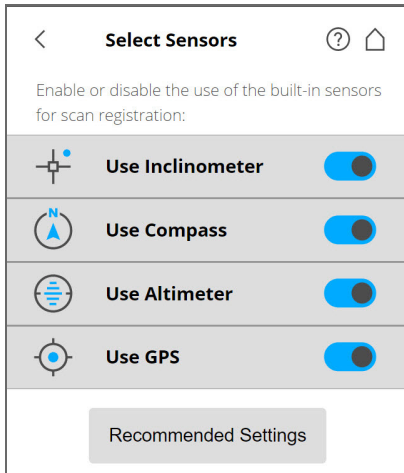 Select Sensors
Enable or disable the use of the built-in sensors
for scan registration:
Use Inclinometer
N
Use Compass
Use Altimeter
Use GPS
Recommended Settings